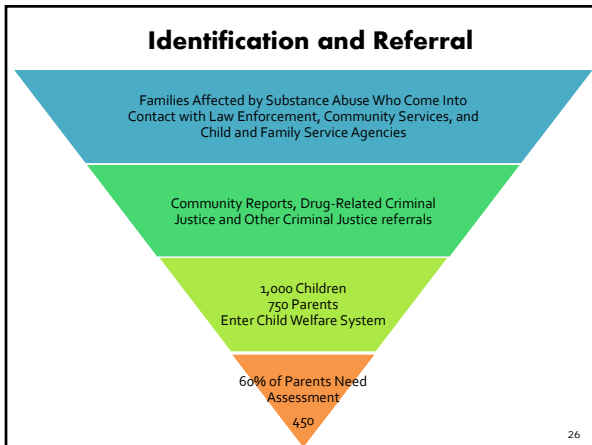 Identification and Referral
Families Affected by Substance Abuse Who Come Into
Contact with Law Enforcement, Community Services, and
Child and Family Service Agencies
Community Reports, Drug-Related Criminal
Justice and Other Criminal Justice referrals
1,000 Children
750 Parents
Enter Child Welfare System
60% of Parents Need
Assessment
450
26